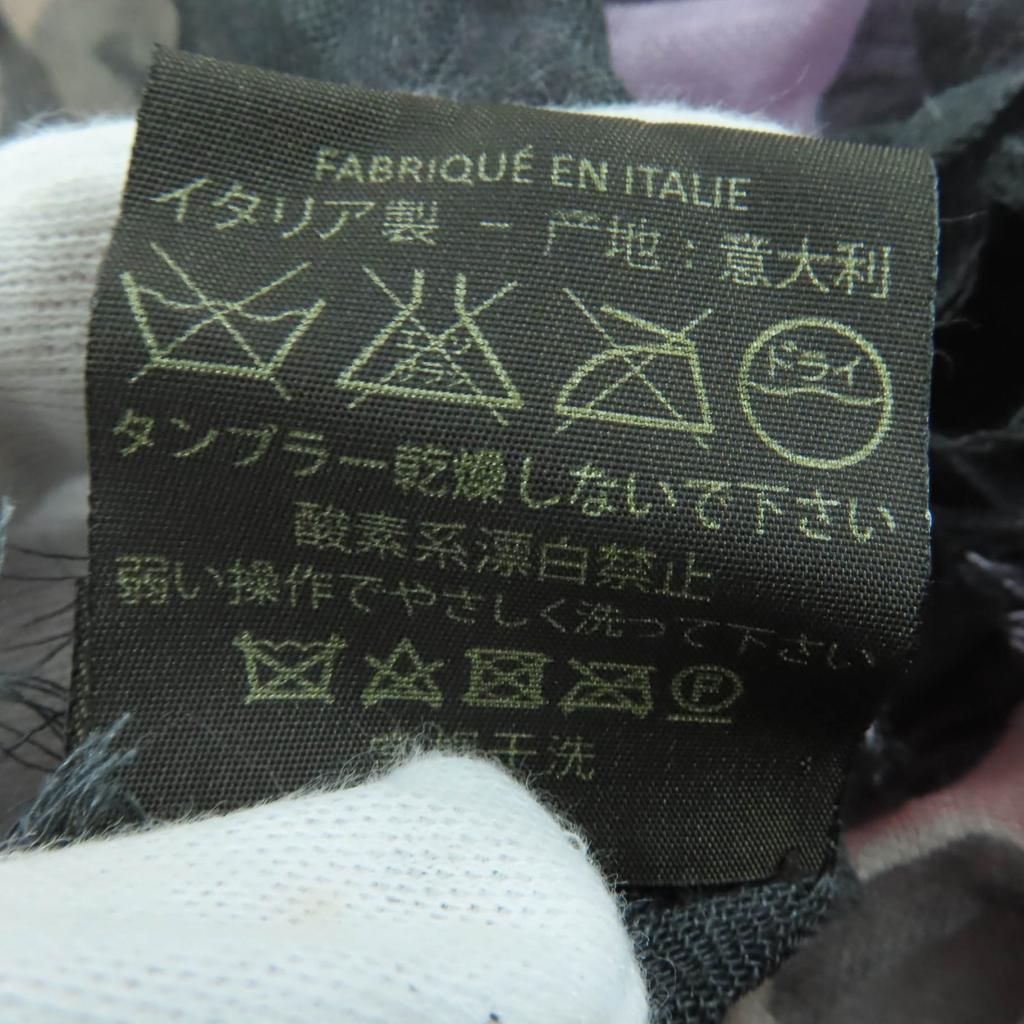 FABRIQUÉ EN ITALIE
イタリア製 - 产地：意大利
ドライ
タンブラー乾燥しないで下さい
酸素系漂白禁止
弱い操作でやさしく洗って下さい
P
干洗